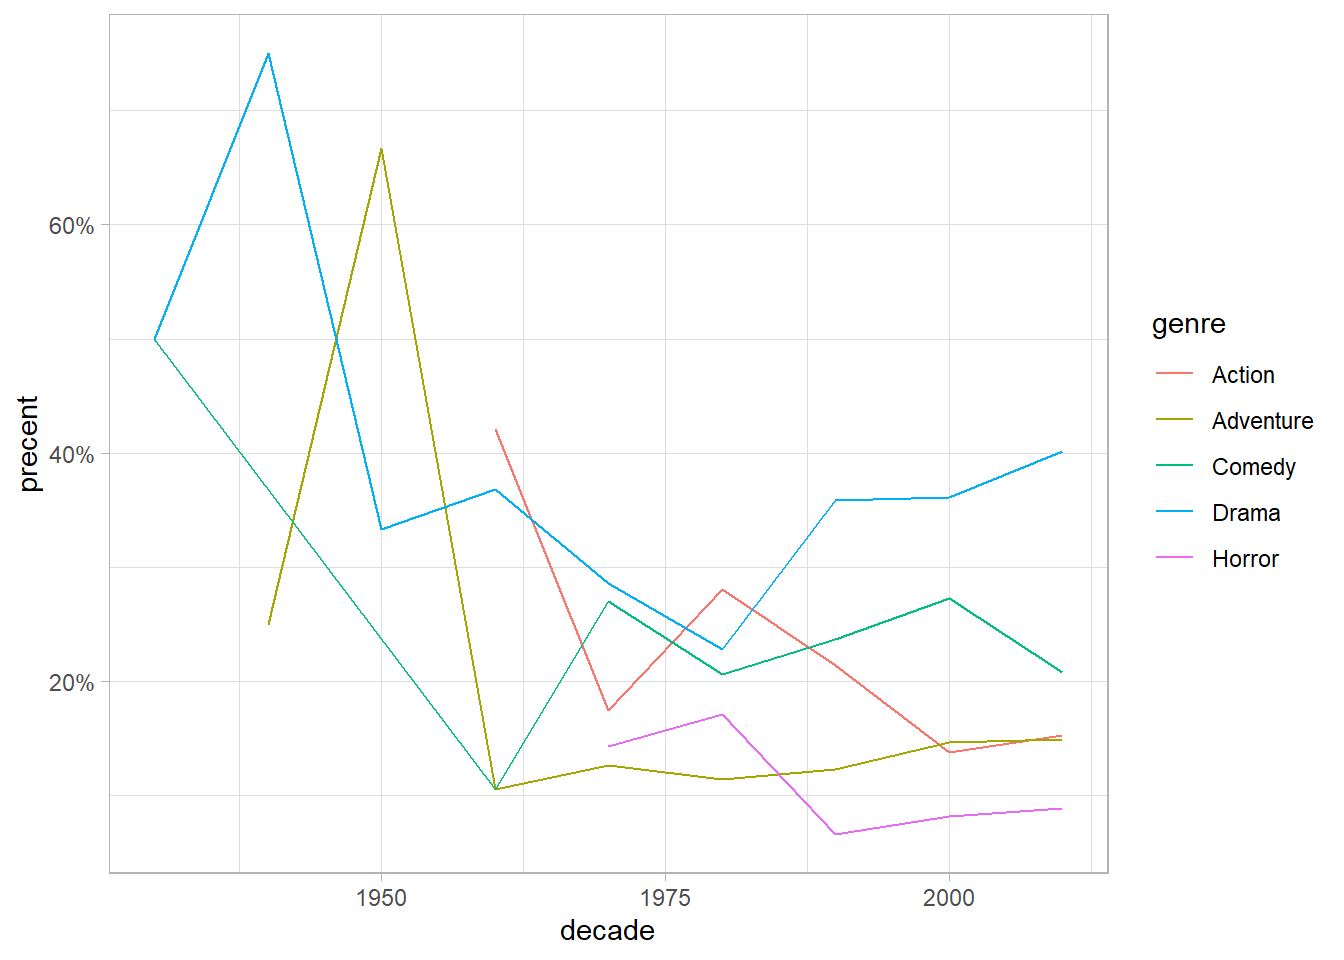 60%
40%
20%
precent
1950
1975
2000
decade
genre
Action
Adventure
Comedy
Drama
Horror